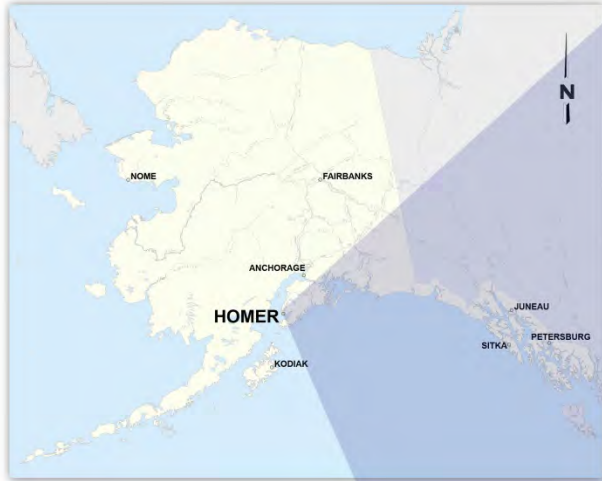 N
NOME
FAIRBANKS
ANCHORAGE
HOMER
JUNEAU
PETERSBURG
SITKA
KODIAK